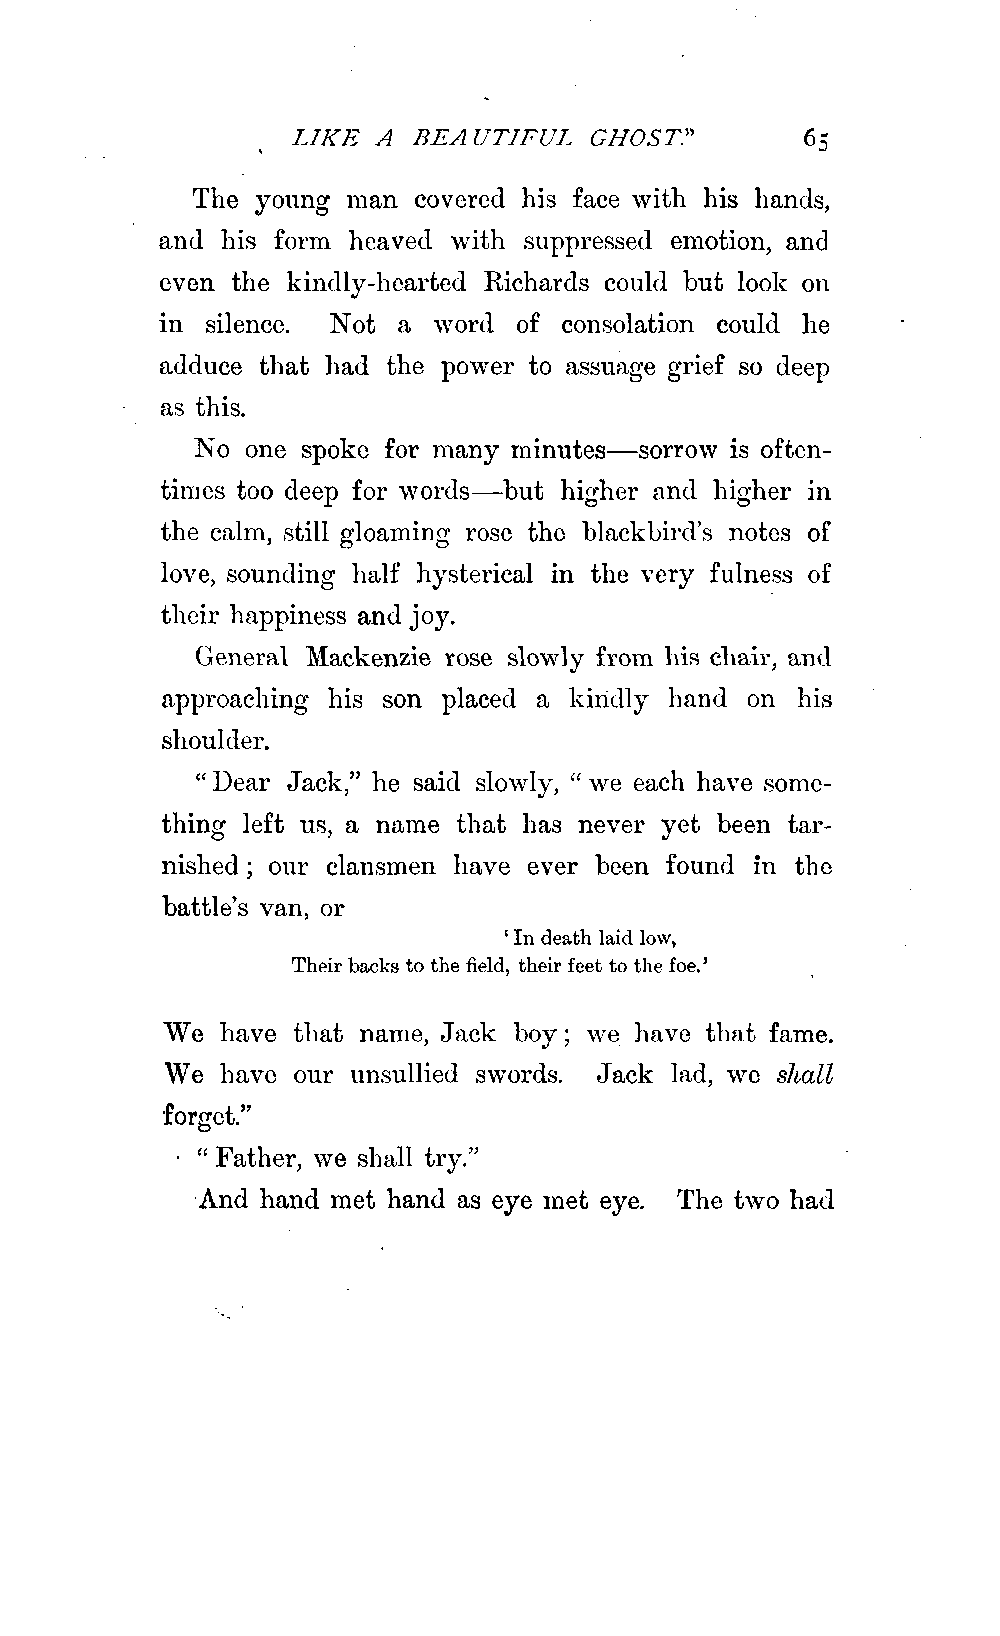 LIKE A BEAUTIFUL GHOST." 65
The young man covered his face with his hands,
and his form heaved with suppressed emotion, and
even the kindly-hearted Richards could but look on
in silence. Not a word of consolation could he
adduce that had the power to assuage grief so deep
as this.
No one spoke for many minutes—sorrow is often-
times too deep for words—but higher and higher in
the calm, still gloaming rose the blackbird's notes of
love, sounding half hysterical in the very fulness of
their happiness and joy.
General Mackenzie rose slowly from his chair, and
approaching his son placed a kindly hand on his
shoulder.
"Dear Jack," he said slowly, "we each have some-
thing left us, a name that has never yet been tar-
nished; our clansmen have ever been found in the
battle's van, or
'In death laid low,
Their backs to the field, their feet to the foe.'
We have that name, Jack boy; we have that fame.
We have our unsullied swords. Jack lad, we shall
forget."
"Father, we shall try."
And hand met hand as eye met eye. The two had